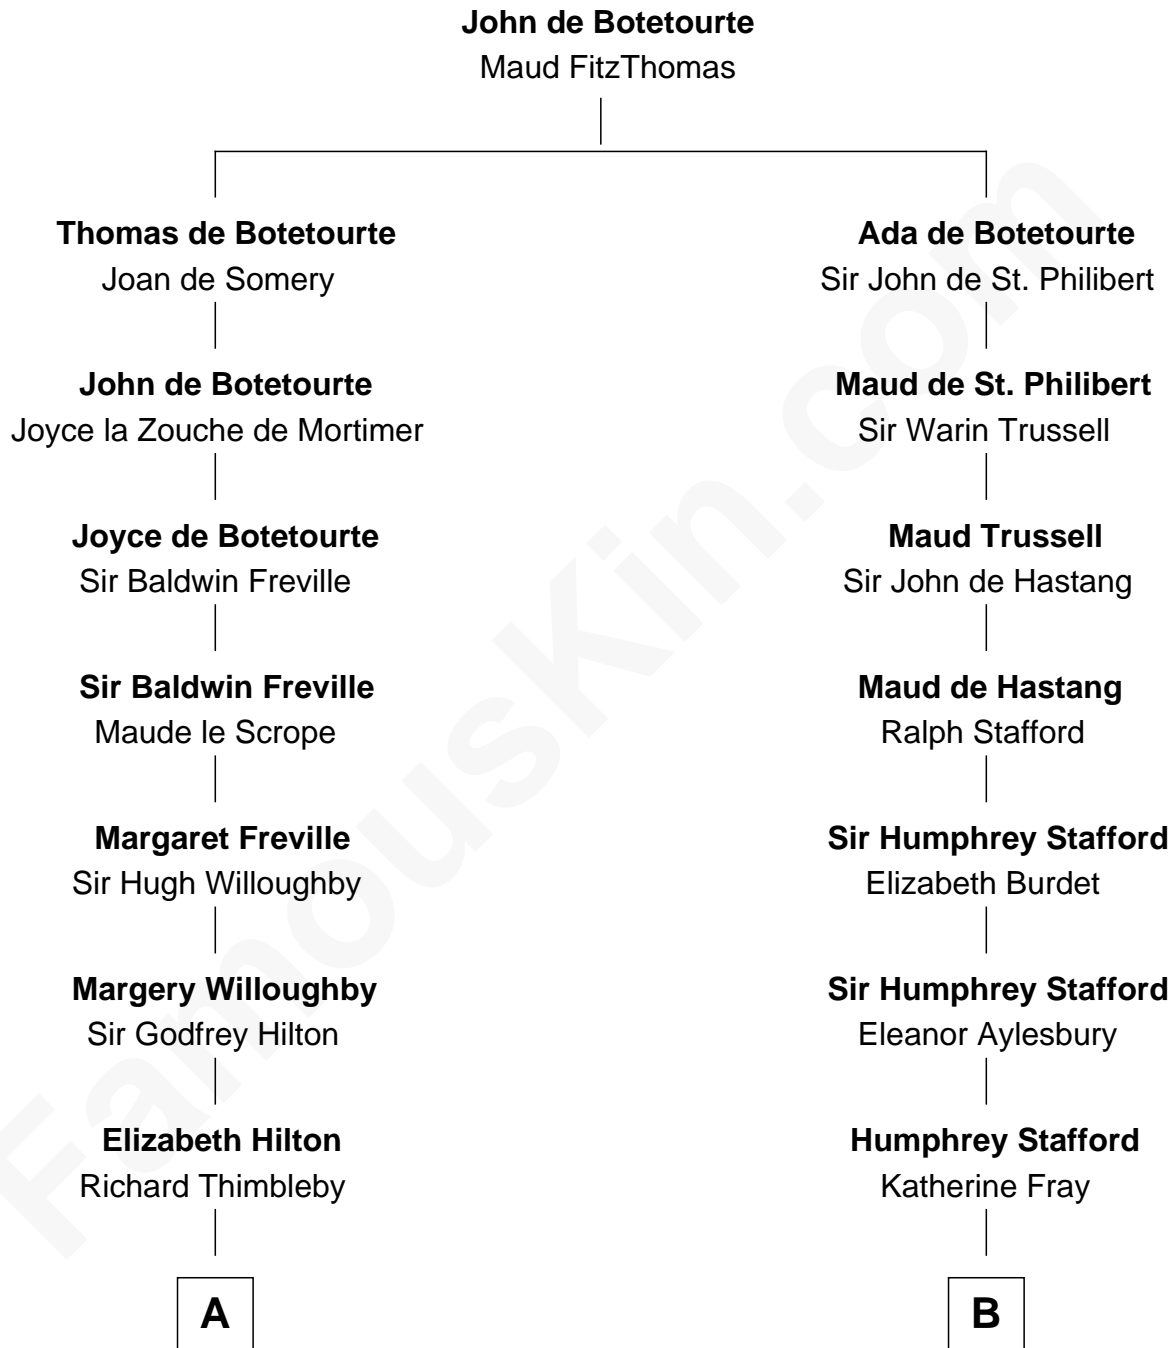 John de Botetourte
Maud FitzThomas
Thomas de Botetourte
Joan de Somery
Ada de Botetourte
Sir John de St. Philibert
John de Botetourte
Joyce la Zouche de Mortimer
Maud de St. Philibert
Sir Warin Trussell
Joyce de Botetourte
Sir Baldwin Freville
Maud Trussell
Sir John de Hastang
Sir Baldwin Freville
Maude le Scrope
Maud de Hastang
Ralph Stafford
Margaret Freville
Sir Hugh Willoughby
Sir Humphrey Stafford
Elizabeth Burdet
Margery Willoughby
Sir Godfrey Hilton
Sir Humphrey Stafford
Eleanor Aylesbury
Elizabeth Hilton
Richard Thimbleby
Humphrey Stafford
Katherine Fray
A
B
FamousKin.com